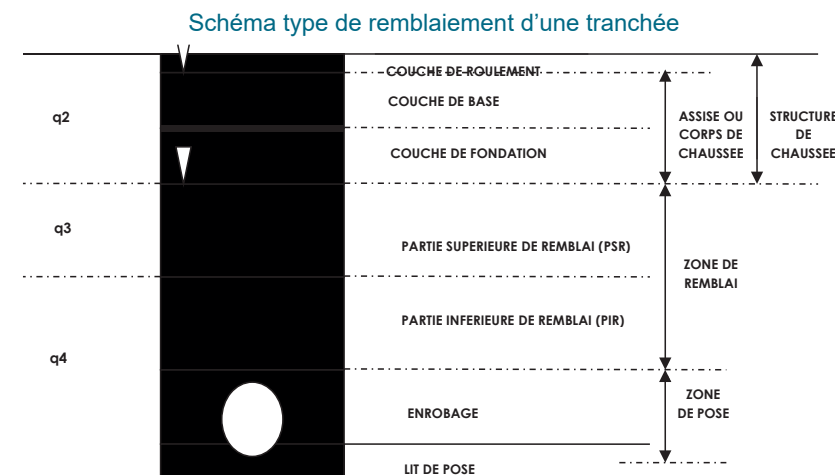 Schéma type de remblaiement d'une tranchée
COUCHE DE ROULEMENT
q2
COUCHE DE BASE
ASSISE OU
CORPS DE
CHAUSSEE
STRUCTURE
DE
CHAUSSEE
COUCHE DE FONDATION
q3
PARTIE SUPERIEURE DE REMBLAI (PSR)
ZONE DE
REMBLAI
PARTIE INFERIEURE DE REMBLAI (PIR)
q4
ZONE
DE POSE
ENROBAGE
LIT DE POSE